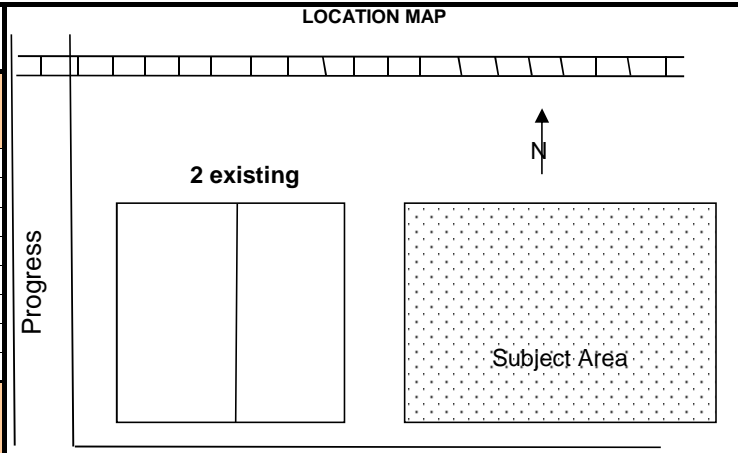 LOCATION MAP
N
2 existing
Progress
Subject Area